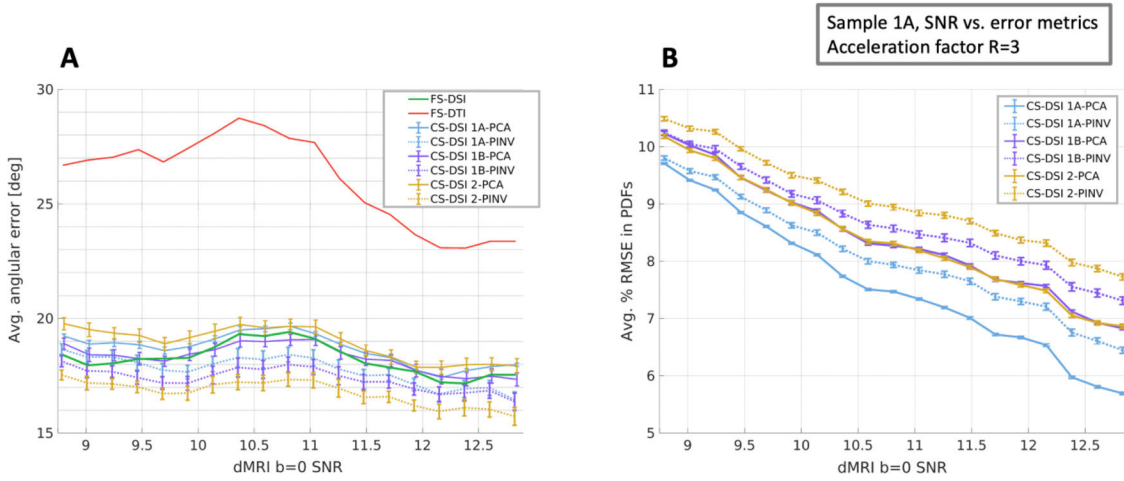 Sample 1A, SNR vs. error metrics
Acceleration factor R=3
A
30
25
20
15
Avg. anglular error [deg]
9
9.5
10
10.5
11
11.5
12
12.5
dMRI b=0 SNR
FS-DSI
FS-DTI
CS-DSI 1A-PCA
CS-DSI 1A-PINV
CS-DSI 1B-PCA
CS-DSI 1B-PINV
CS-DSI 2-PCA
CS-DSI 2-PINV
B
11
10
9
8
7
6
5
Avg. % RMSE in PDFs
9
9.5
10
10.5
11
11.5
12
12.5
dMRI b=0 SNR
CS-DSI 1A-PCA
CS-DSI 1A-PINV
CS-DSI 1B-PCA
CS-DSI 1B-PINV
CS-DSI 2-PCA
CS-DSI 2-PINV